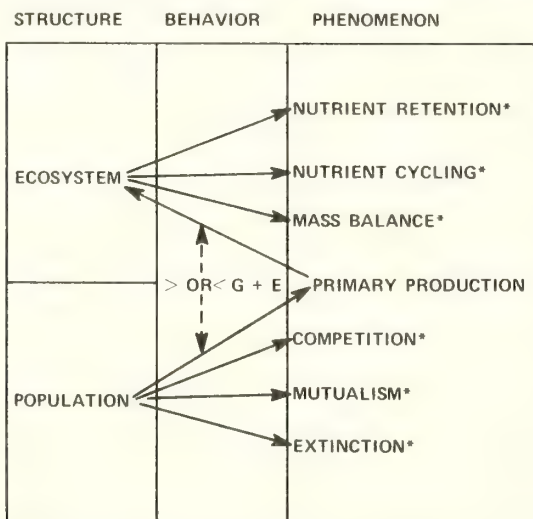 STRUCTURE BEHAVIOR PHENOMENON
NUTRIENT RETENTION*
ECOSYSTEM NUTRIENT CYCLING*
MASS BALANCE*
> OR< G + E PRIMARY PRODUCTION
COMPETITION*
POPULATION MUTUALISM*
EXTINCTION*